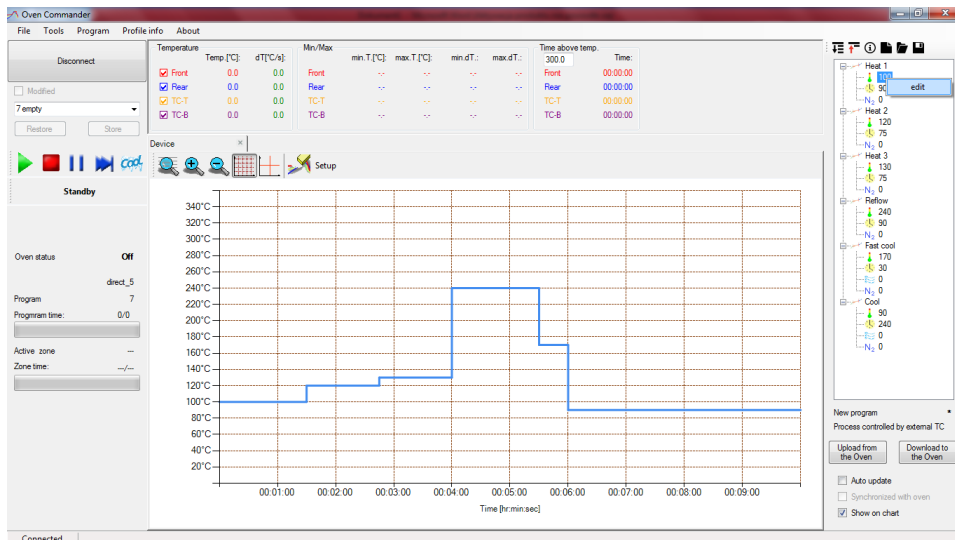 Oven Commander
File Tools Program Profile info About
Disconnect
Modified
7 empty
Restore Store
Temperature
Temp.[°C]: dT[°C/s]:
Front 0.0 0.0
Rear 0.0 0.0
TC-T 0.0 0.0
TC-B 0.0 0.0
Min/Max
min.T.[°C]: max.T.[°C]: min.dT.: max.dT.:
Front -.- -.- -.- -.-
Rear -.- -.- -.- -.-
TC-T -.- -.- -.- -.-
TC-B -.- -.- -.- -.-
Time above temp.
300.0 Time:
Front 00:00:00
Rear 00:00:00
TC-T 00:00:00
TC-B 00:00:00
Cool
Standby
Oven status Off
direct_5
Program 7
Progmram time: 0/0
Active zone ---
Zone time: ---/---
Device ×
Setup
340°C
320°C
300°C
280°C
260°C
240°C
220°C
200°C
180°C
160°C
140°C
120°C
100°C
80°C
60°C
40°C
20°C
00:01:00 00:02:00 00:03:00 00:04:00 00:05:00 00:06:00 00:07:00 00:08:00 00:09:00
Time [hr:min:sec]
Heat 1
100
edit
90
N2 0
Heat 2
120
75
N2 0
Heat 3
130
75
N2 0
Reflow
240
90
N2 0
Fast cool
170
30
0
N2 0
Cool
90
240
0
N2 0
New program *
Process controlled by external TC
Upload from the Oven
Download to the Oven
Auto update
Synchronized with oven
Show on chart
Connected